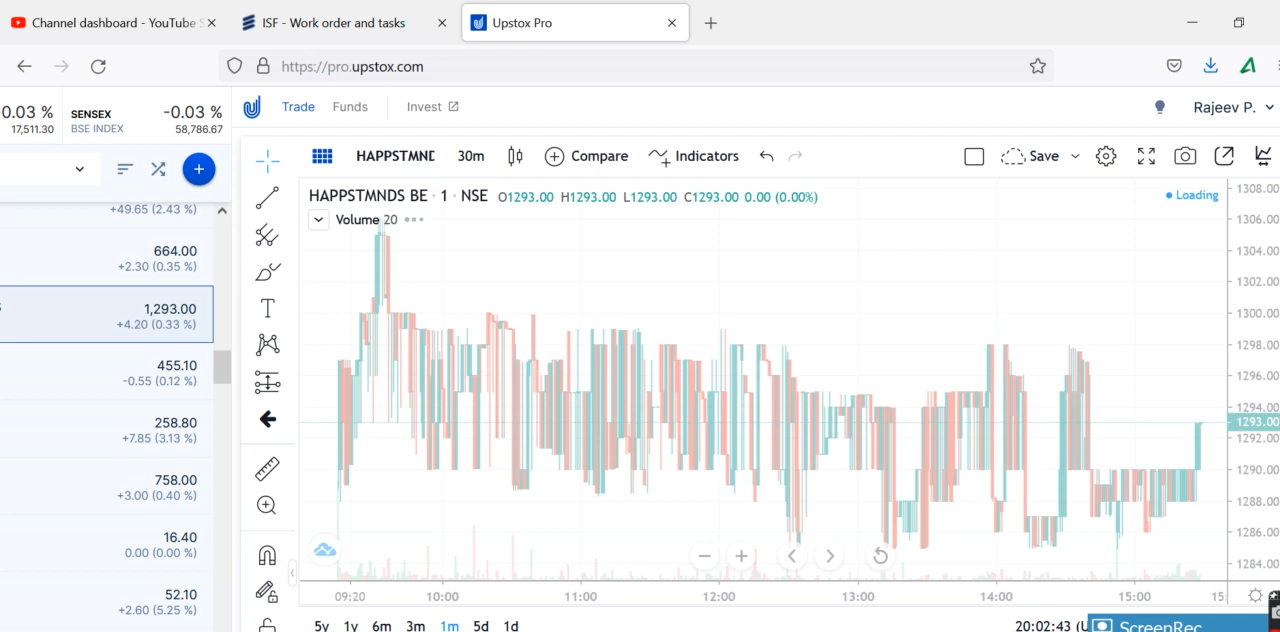 Channel dashboard - YouTube S
ISF - Work order and tasks
Upstox Pro
https://pro.upstox.com
0.03 %
17,511.30
SENSEX
-0.03 %
BSE INDEX
58,786.67
Trade
Funds
Invest
Rajeev P.
HAPPSTMND
30m
Compare
Indicators
Save
HAPPSTMNDS BE · 1 · NSE O1293.00 H1293.00 L1293.00 C1293.00 0.00 (0.00%)
Loading
Volume 20
+49.65 (2.43 %)
664.00
+2.30 (0.35 %)
1,293.00
+4.20 (0.33 %)
455.10
-0.55 (0.12 %)
258.80
+7.85 (3.13 %)
758.00
+3.00 (0.40 %)
16.40
0.00 (0.00 %)
52.10
+2.60 (5.25 %)
T
1308.00
1306.00
1304.00
1302.00
1300.00
1298.00
1296.00
1294.00
1293.00
1292.00
1290.00
1288.00
1286.00
1284.00
09:20 10:00 11:00 12:00 13:00 14:00 15:00 15:
5y 1y 6m 3m 1m 5d 1d
20:02:43 (U
ScreenRec